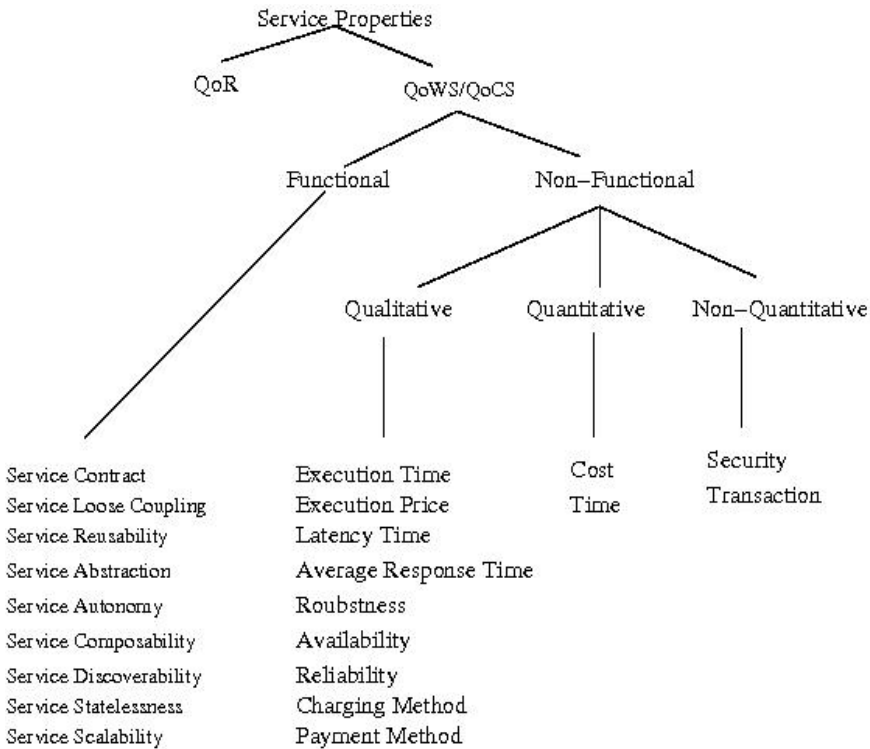 Service Properties
QoR
QoWS/QoCS
Functional
Non-Functional
Qualitative
Quantitative
Non-Quantitative
Service Contract
Service Loose Coupling
Service Reusability
Service Abstraction
Service Autonomy
Service Composability
Service Discoverability
Service Statelessness
Service Scalability
Execution Time
Execution Price
Latency Time
Average Response Time
Roubstness
Availability
Reliability
Charging Method
Payment Method
Cost
Time
Security
Transaction